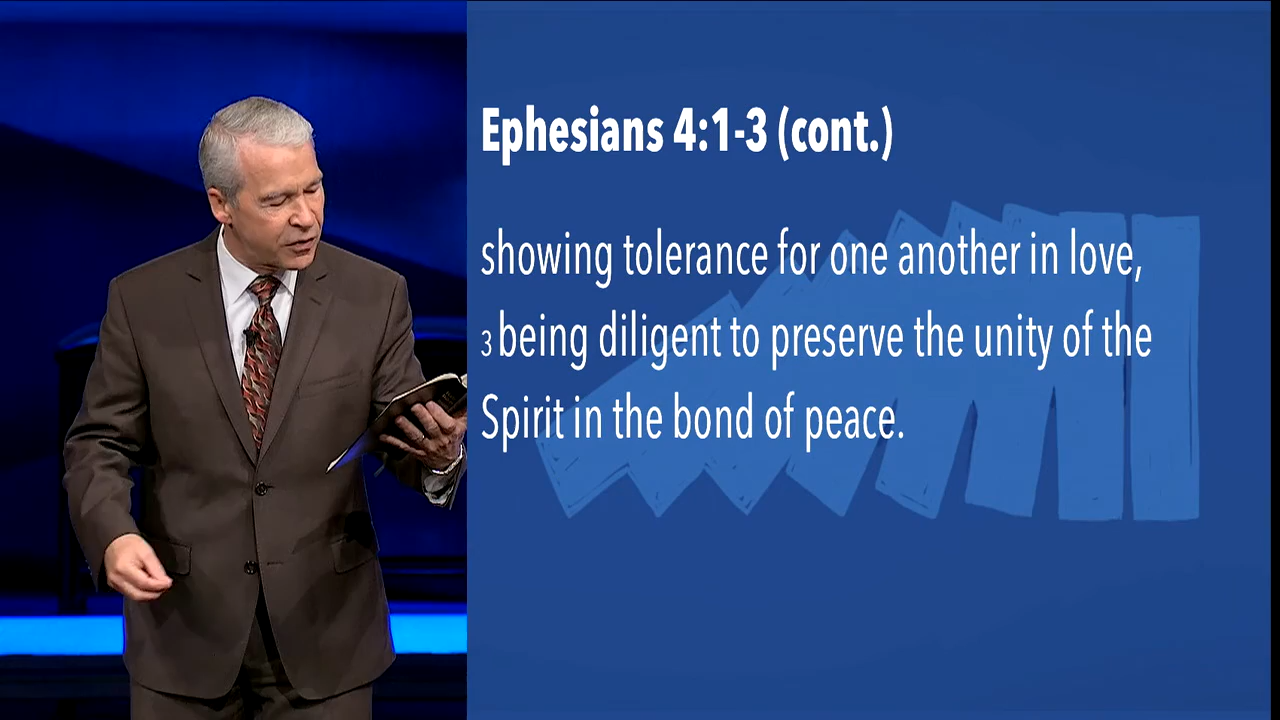 Ephesians 4:1-3 (cont.)
showing tolerance for one another in love,
3 being diligent to preserve the unity of the
Spirit in the bond of peace.